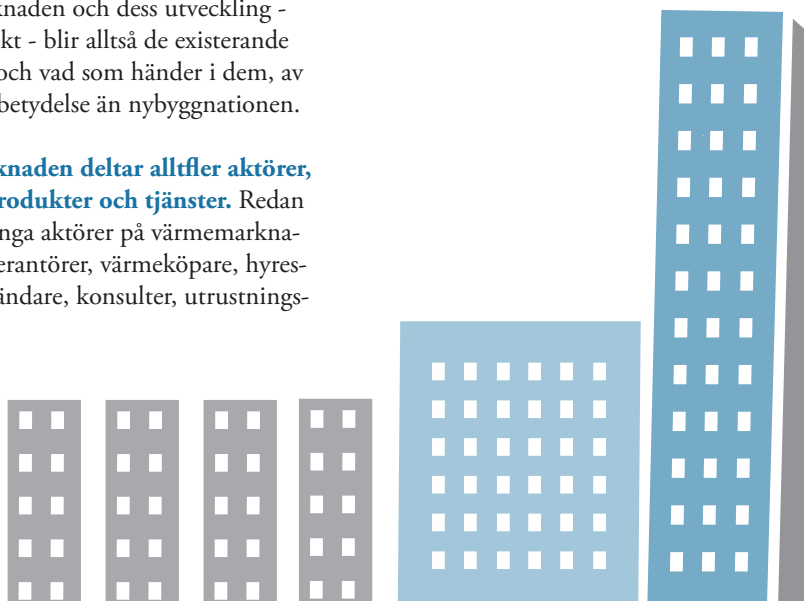 knaden och dess utveckling -
kt - blir alltså de existerande
och vad som händer i dem, av
betydelse än nybyggnationen.
knaden deltar alltfler aktörer,
rodukter och tjänster. Redan
nga aktörer på värmemarkna-
erantörer, värmeköpare, hyres-
ändare, konsulter, utrustnings-